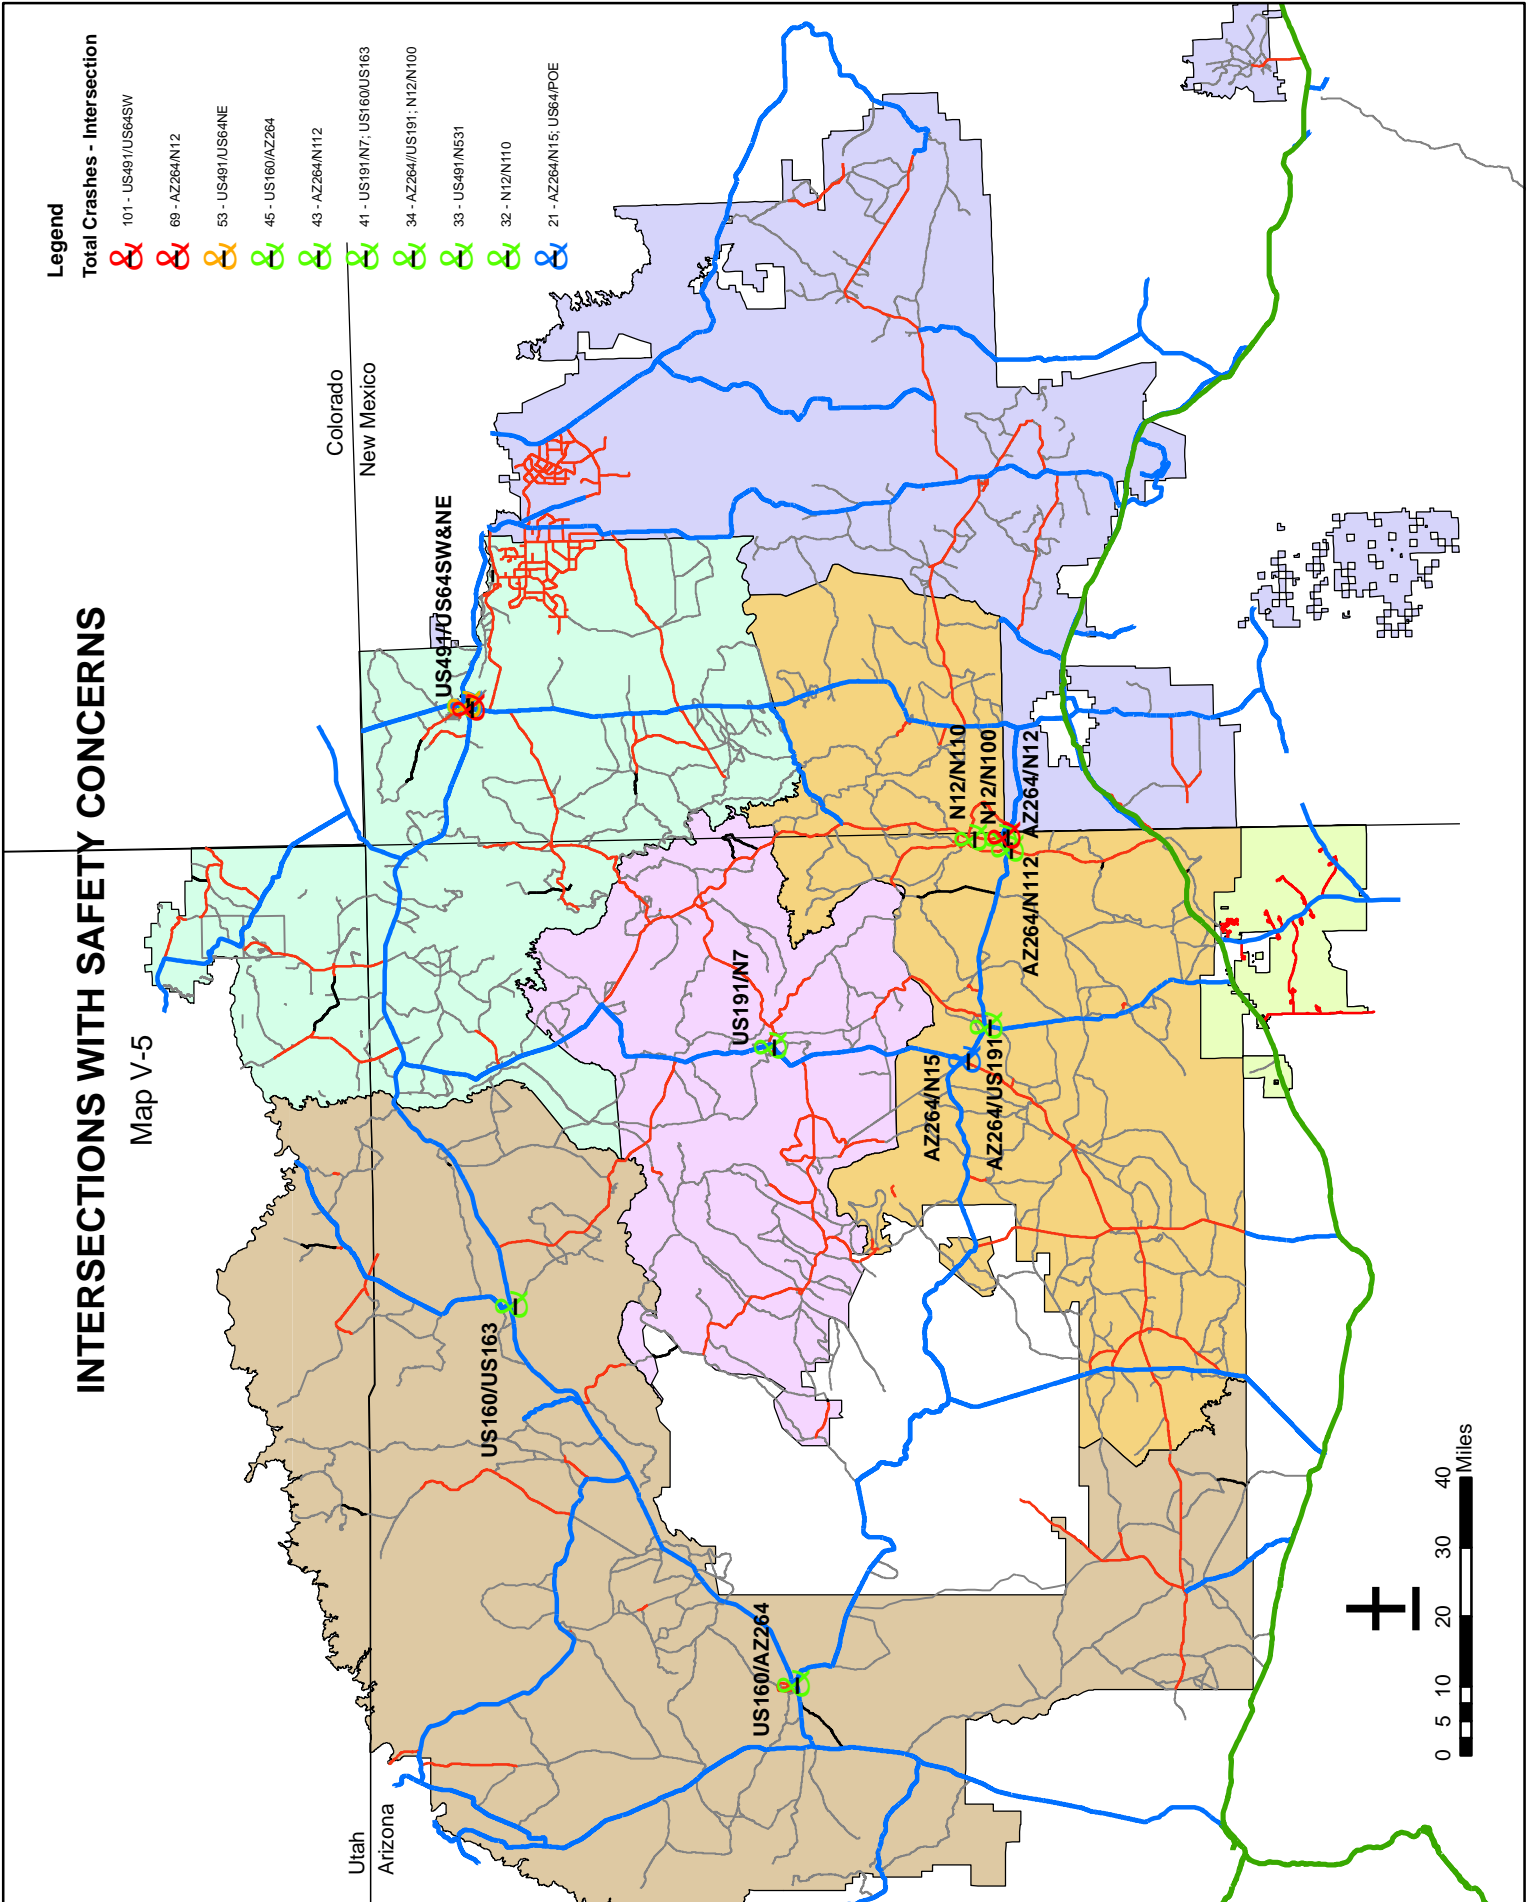 INTERSECTIONS WITH SAFETY CONCERNS
Map V-5
Legend
Total Crashes - Intersection
101 - US491/US64SW
69 - AZ264/N12
53 - US491/US64NE
45 - US160/AZ264
43 - AZ264/N112
41 - US191/N7; US160/US163
34 - AZ264//US191; N12/N100
33 - US491/N531
32 - N12/N110
21 - AZ264/N15; US64/POE
Utah
Arizona
Colorado
New Mexico
US491/US64SW&NE
US160/US163
US191/N7
US160/AZ264
AZ264/N15
AZ264/US191
N12/N110
N12/N100
AZ264/N12
AZ264/N112
0 5 10 20 30 40
Miles